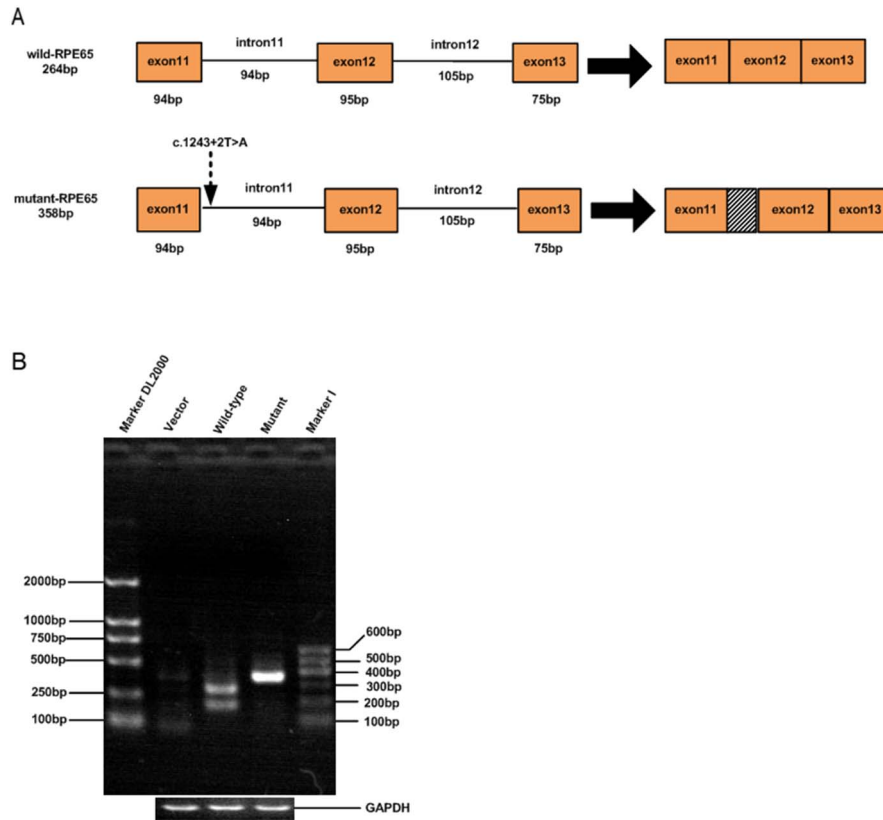 A
wild-RPE65
264bp
exon11
intron11
94bp
exon12
intron12
105bp
exon13
94bp
95bp
75bp
exon11
exon12
exon13
c.1243+2T>A
mutant-RPE65
358bp
exon11
intron11
94bp
exon12
intron12
105bp
exon13
94bp
95bp
75bp
exon11
exon12
exon13
B
Marker DL2000
Vector
Wild-type
Mutant
Marker I
2000bp
1000bp
750bp
500bp
250bp
100bp
600bp
500bp
400bp
300bp
200bp
100bp
GAPDH